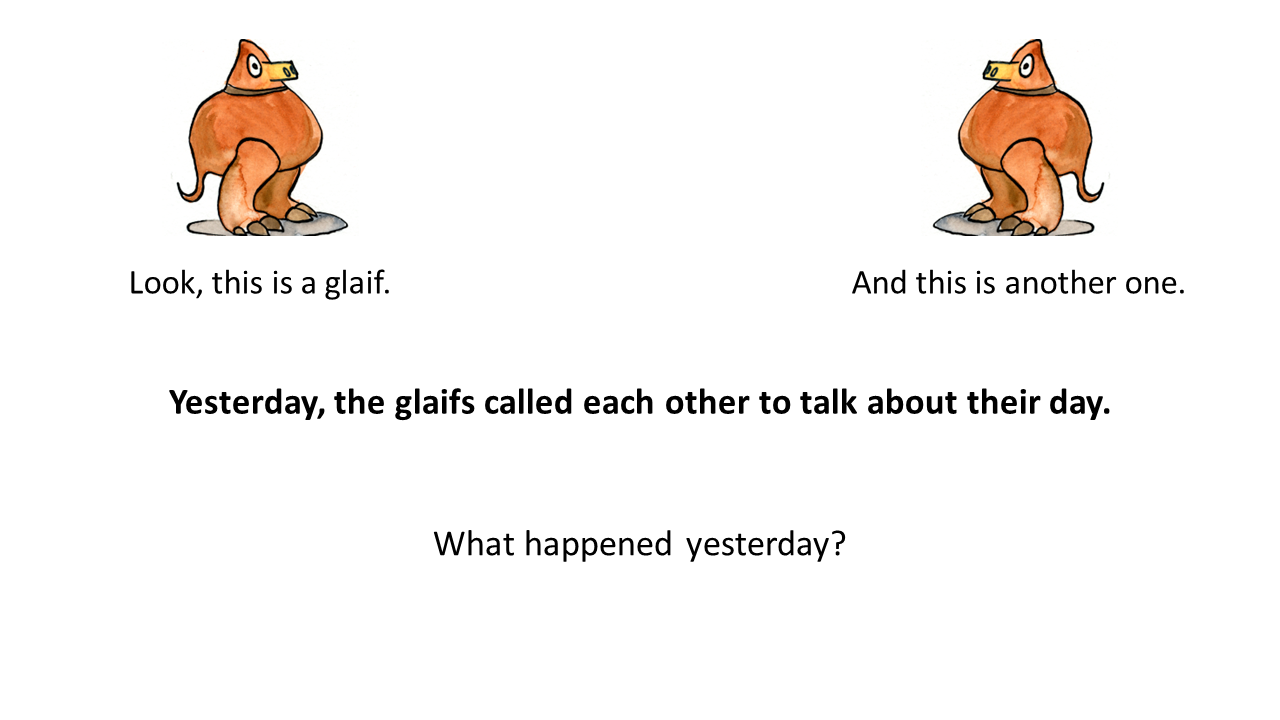 Look, this is a glaif.
And this is another one.
Yesterday, the glaifs called each other to talk about their day.
What happened yesterday?